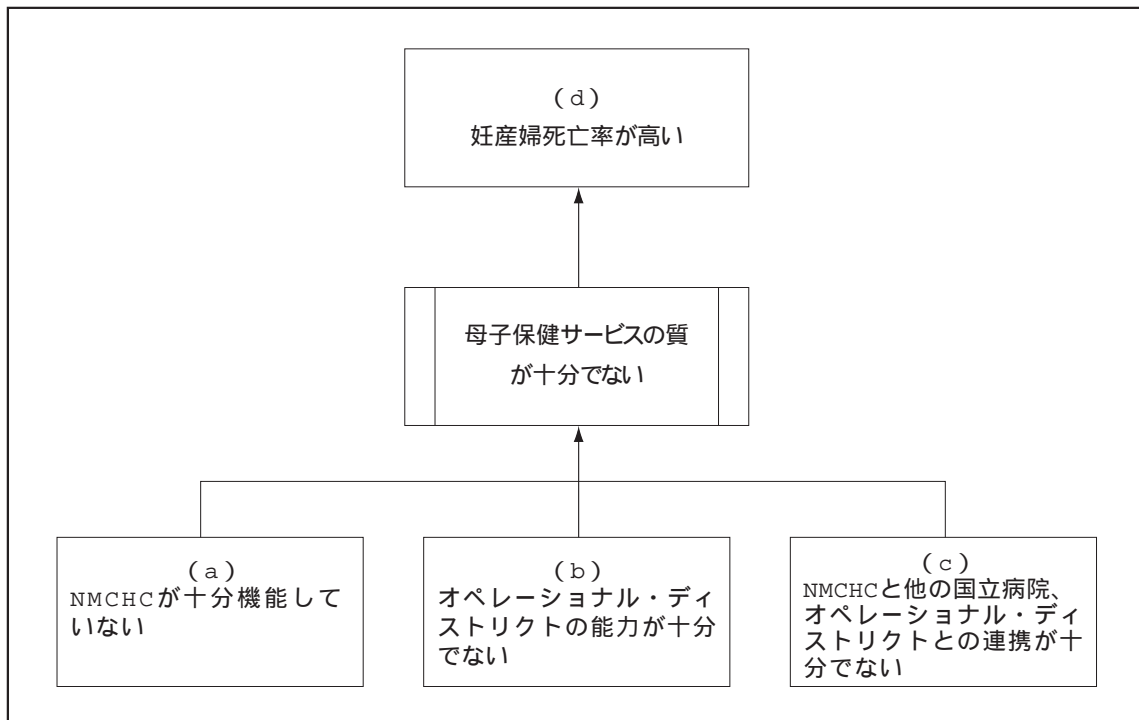 (d)
妊産婦死亡率が高い
母子保健サービスの質
が十分でない
(a)
NMCHCが十分機能して
いない
(b)
オペレーショナル・ディ
ストリクトの能力が十分
でない
(c)
NMCHCと他の国立病院、
オペレーショナル・ディ
ストリクトとの連携が十
分でない